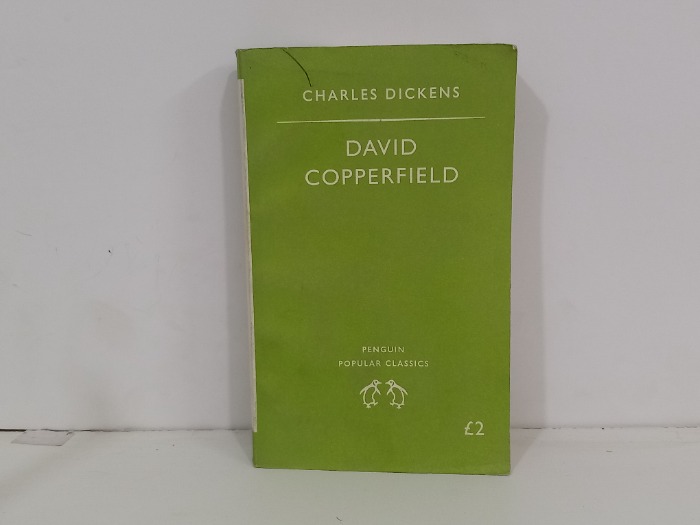 CHARLES DICKENS
DAVID
COPPERFIELD
PENGUIN
POPULAR CLASSICS
£2